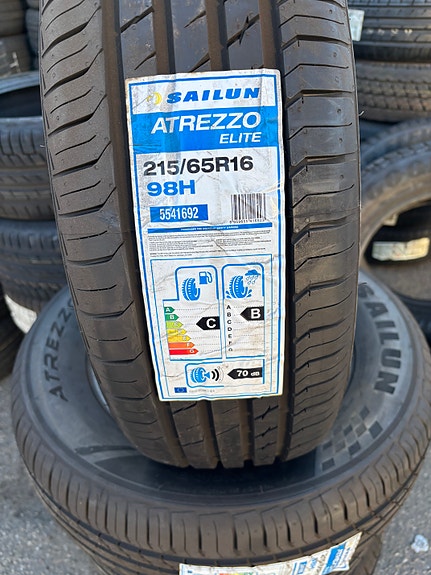 SAILUN
ATREZZO
ELITE
215/65R16
98H
5541692
A
B
C
D
E
F
G
C
A
B
C
D
E
F
G
B
70 dB
ATREZZO
SAILUN